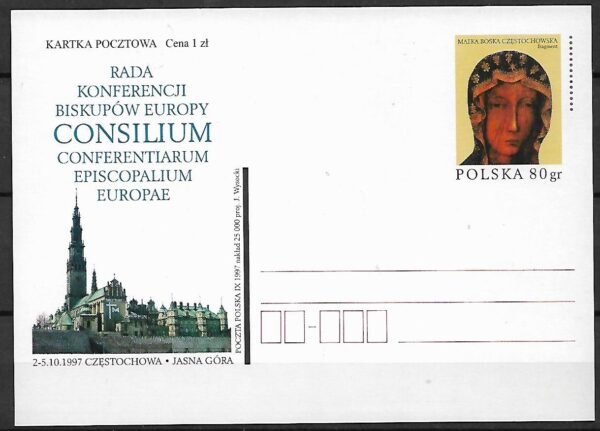 KARTKA POCZTOWA Cena 1 zł
RADA
KONFERENCJI
BISKUPÓW EUROPY
CONSILIUM
CONFERENTIARUM
EPISCOPALIUM
EUROPAE
2-5.10.1997 CZĘSTOCHOWA • JASNA GÓRA
POCZTA POLSKA IX 1997 nakład 25 000 proj. J. Wysocki
MATKA BOSKA CZĘSTOCHOWSKA
fragment
POLSKA 80 gr